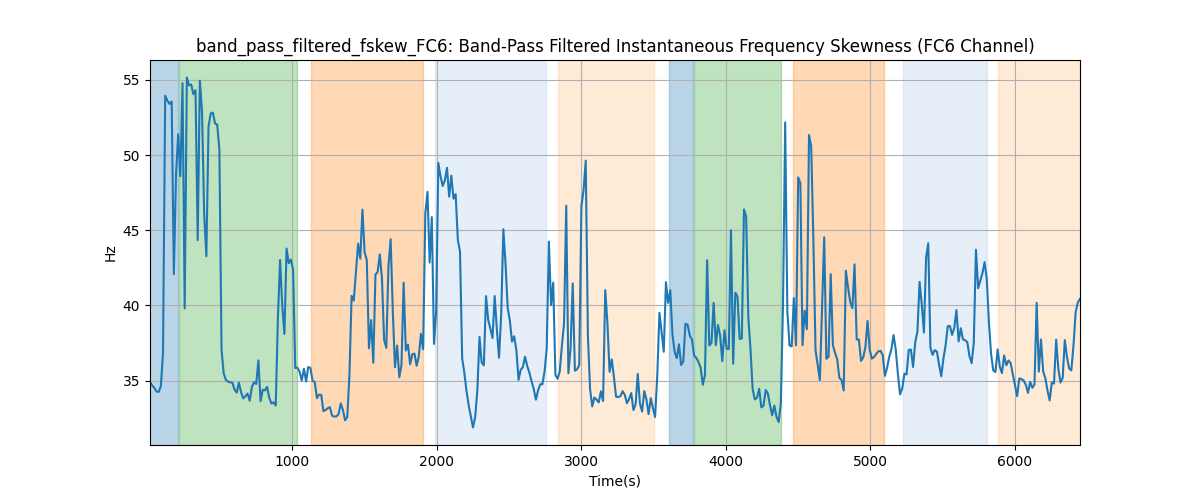 band_pass_filtered_fskew_FC6: Band-Pass Filtered Instantaneous Frequency Skewness (FC6 Channel)
55
50
45
40
35
Hz
1000 2000 3000 4000 5000 6000
Time(s)